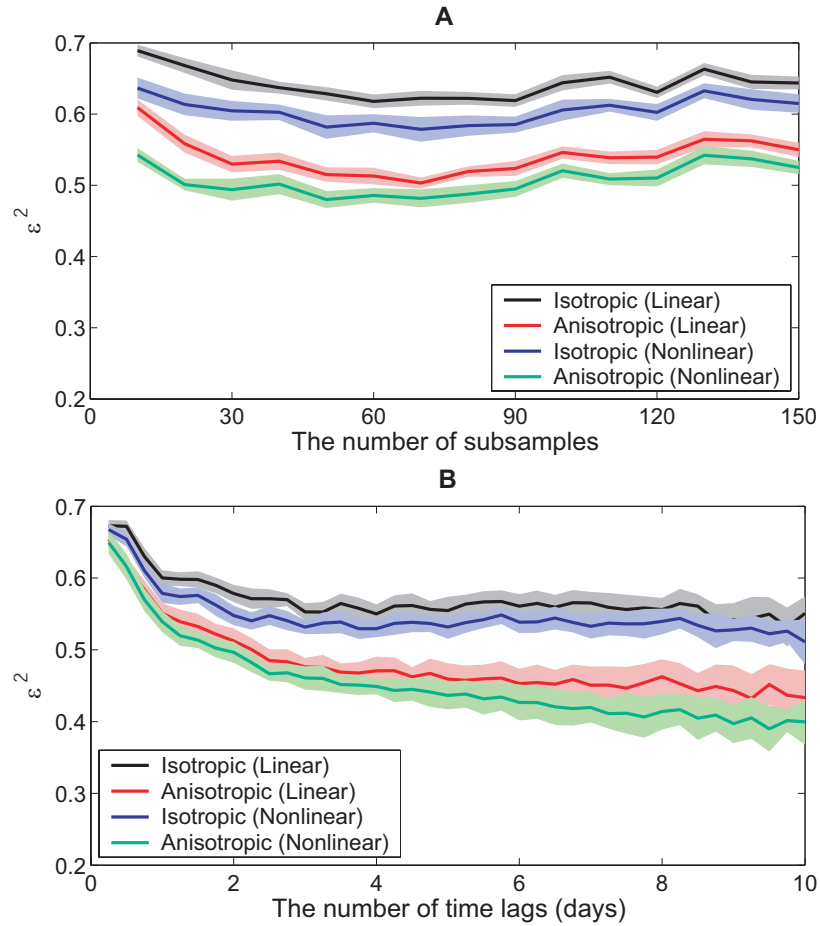 A
0.7
0.6
0.5
0.4
0.3
0.2
ε 2
Isotropic (Linear)
Anisotropic (Linear)
Isotropic (Nonlinear)
Anisotropic (Nonlinear)
0 30 60 90 120 150
The number of subsamples
B
0.7
0.6
0.5
0.4
0.3
0.2
ε 2
Isotropic (Linear)
Anisotropic (Linear)
Isotropic (Nonlinear)
Anisotropic (Nonlinear)
0 2 4 6 8 10
The number of time lags (days)